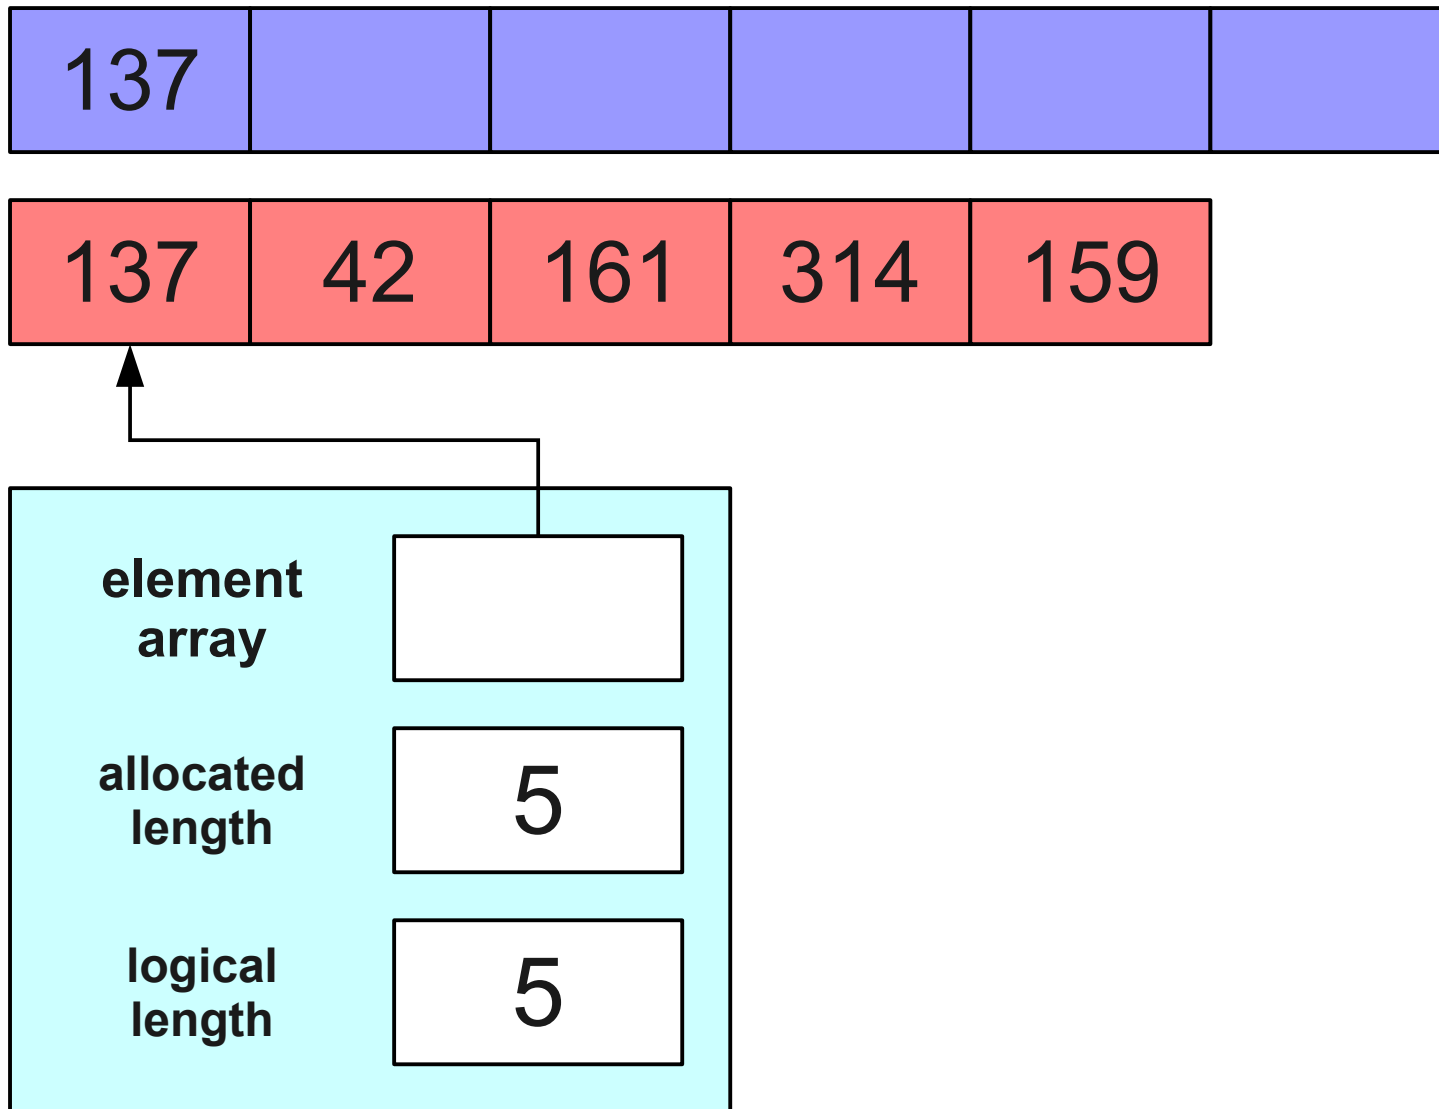 137
137 42 161 314 159
element
array
allocated
length
5
logical
length
5